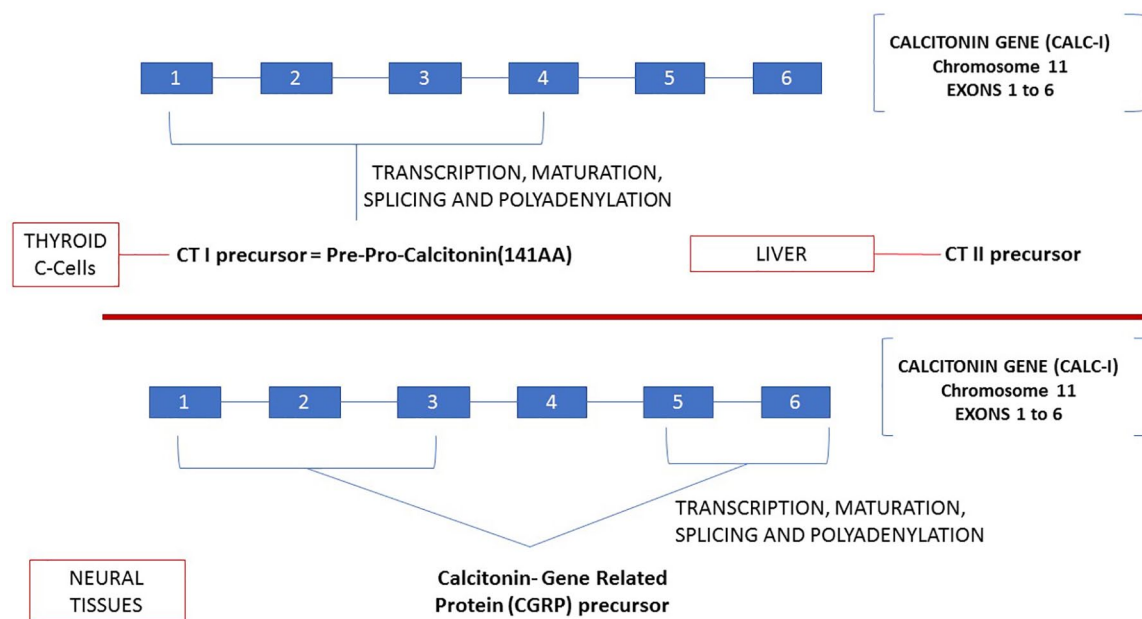 1 2 3 4 5 6
CALCITONIN GENE (CALC-I)
Chromosome 11
EXONS 1 to 6
TRANSCRIPTION, MATURATION,
SPLICING AND POLYADENYLATION
THYROID
C-Cells
CT I precursor = Pre-Pro-Calcitonin(141AA)
LIVER
CT II precursor
1 2 3 4 5 6
CALCITONIN GENE (CALC-I)
Chromosome 11
EXONS 1 to 6
TRANSCRIPTION, MATURATION,
SPLICING AND POLYADENYLATION
NEURAL
TISSUES
Calcitonin- Gene Related
Protein (CGRP) precursor